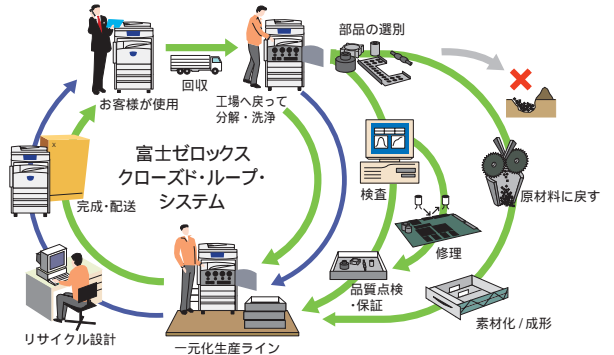 お客様が使用
回収
工場へ戻って
分解・洗浄
部品の選別
原材料に戻す
検査
修理
品質点検
・保証
素材化/成形
一元化生産ライン
リサイクル設計
完成・配送
富士ゼロックス
クローズド・ループ・
システム